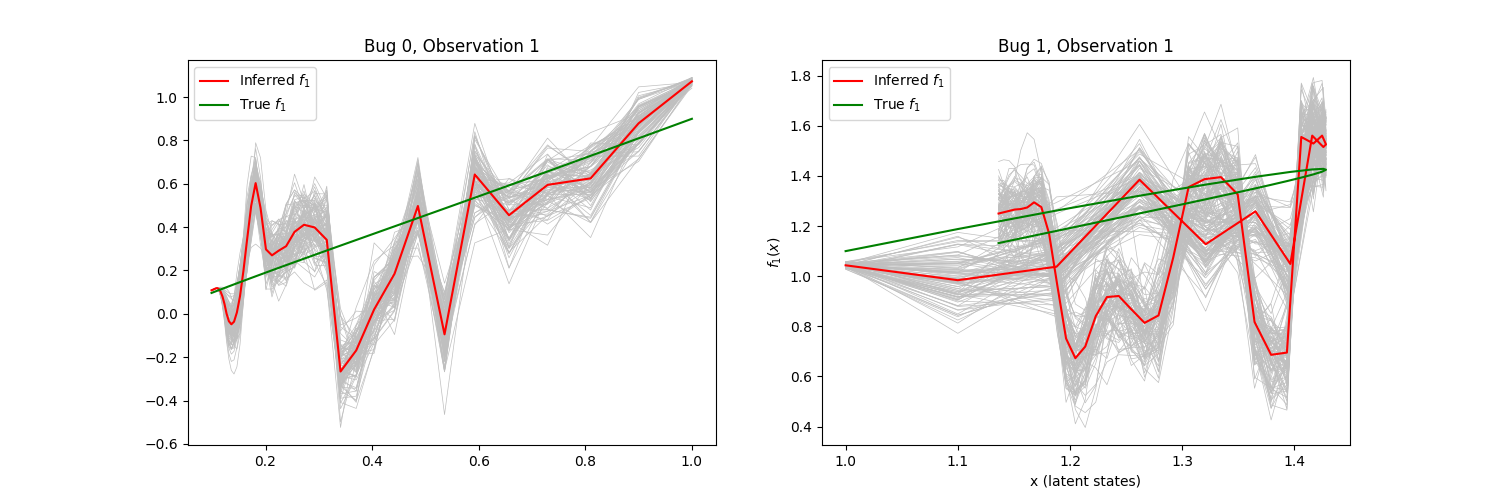 Bug 0, Observation 1
Inferred f₁
True f₁
1.0
0.8
0.6
0.4
0.2
0.0
−0.2
−0.4
−0.6
0.2 0.4 0.6 0.8 1.0
Bug 1, Observation 1
Inferred f₁
True f₁
f₁(x)
1.8
1.6
1.4
1.2
1.0
0.8
0.6
0.4
1.0 1.1 1.2 1.3 1.4
x (latent states)